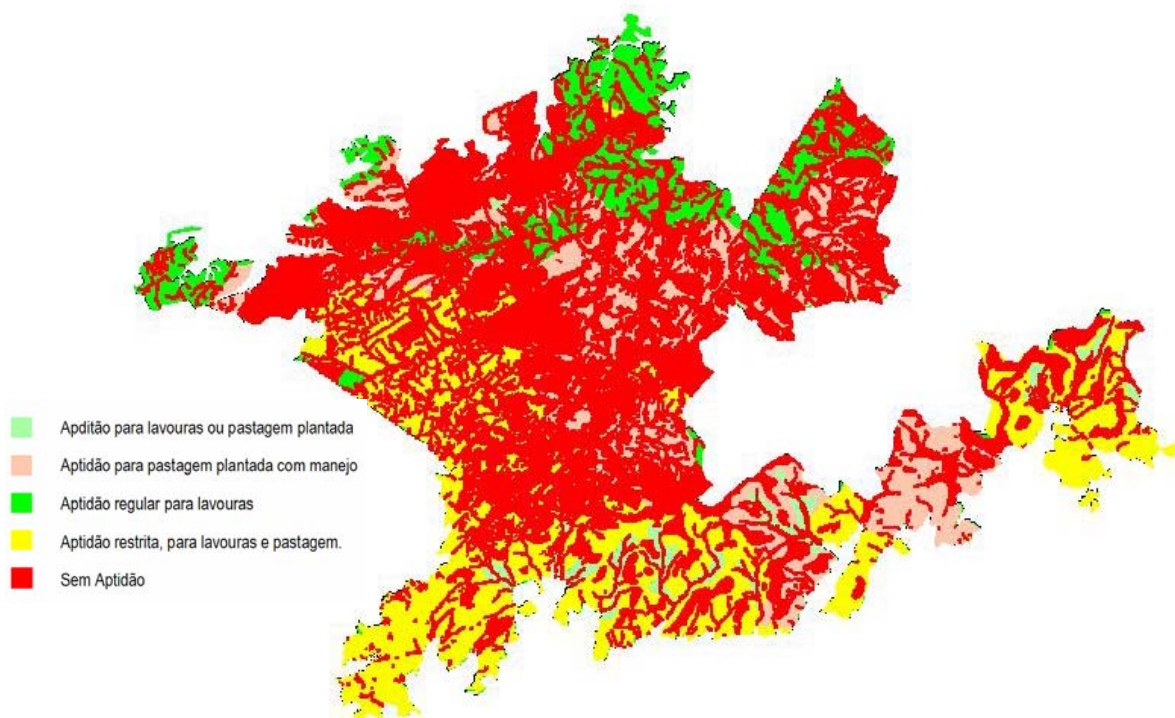 Apditão para lavouras ou pastagem plantada
Aptidão para pastagem plantada com manejo
Aptidão regular para lavouras
Aptidão restrita, para lavouras e pastagem.
Sem Aptidão